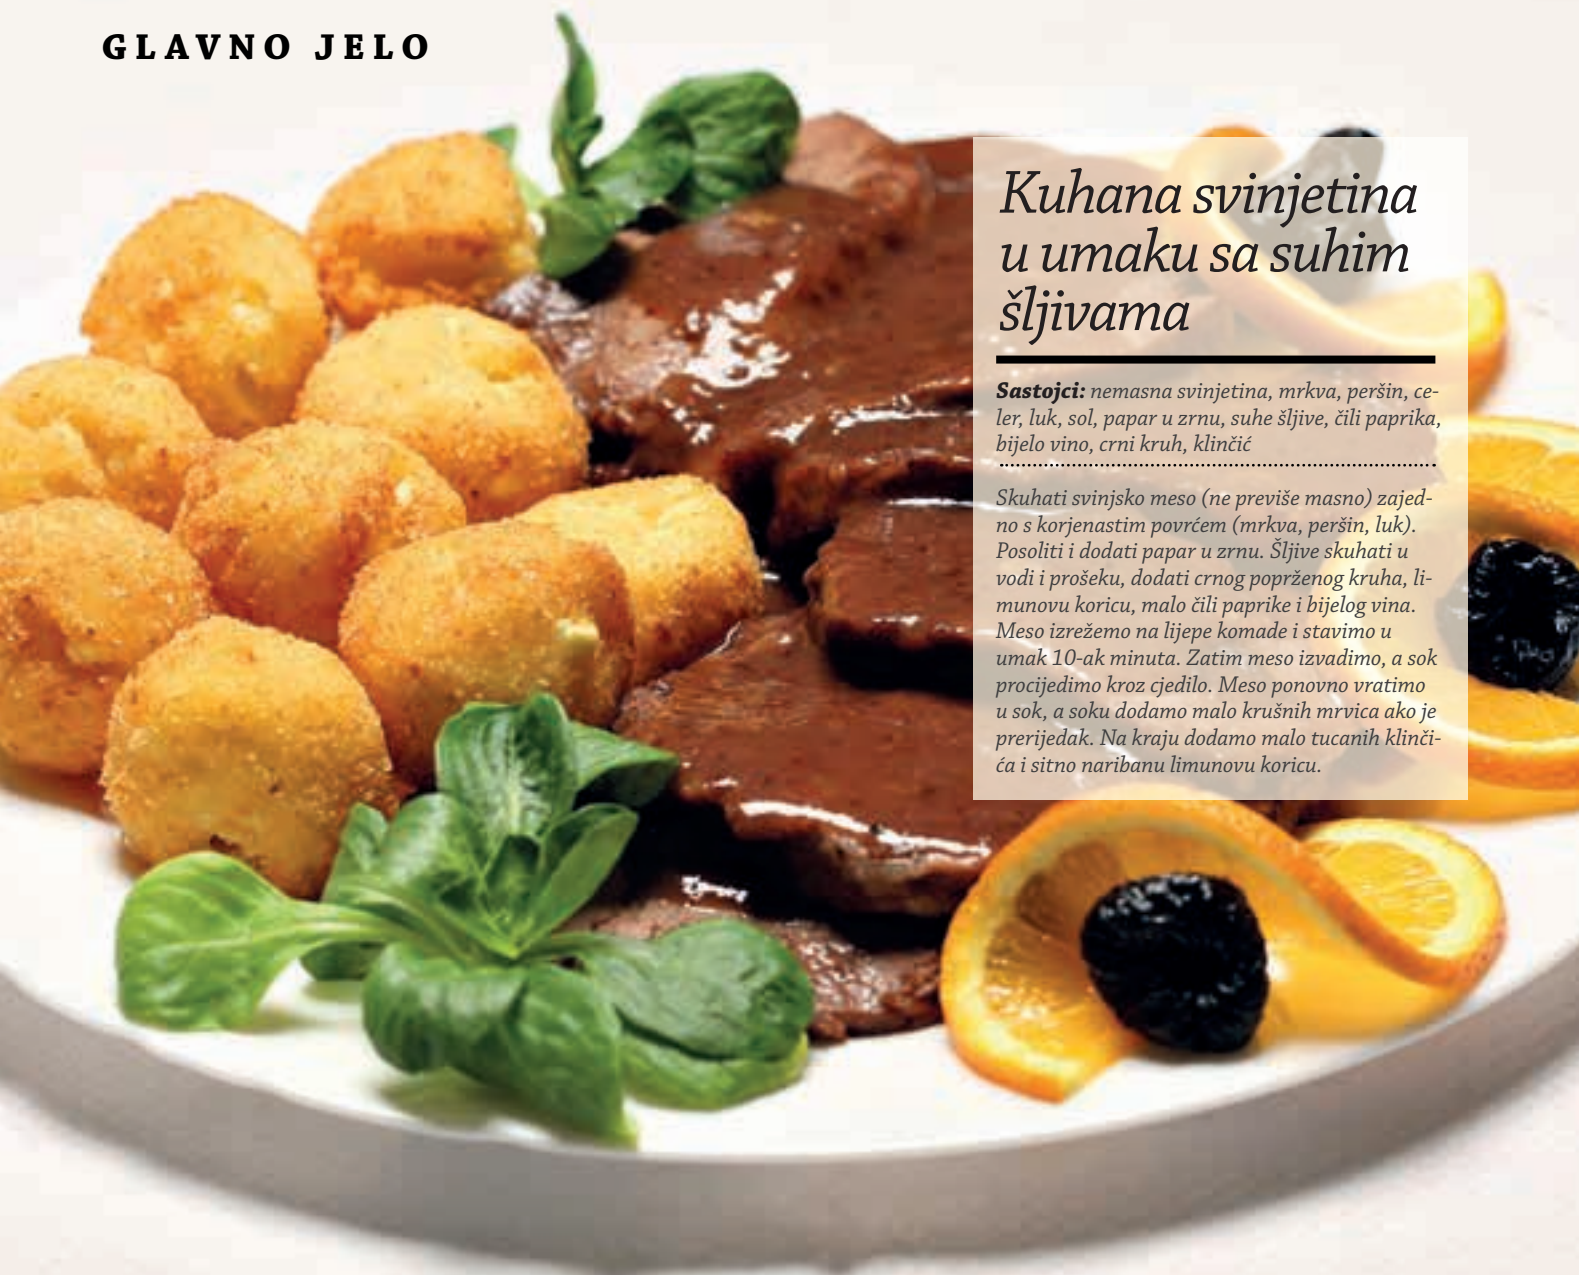 GLAVNO JELO
Kuhana svinjetina
u umaku sa suhim
šljivama
Sastojci: nemasna svinjetina, mrkva, peršin, ce-
ler, luk, sol, papar u zrnu, suhe šljive, čili paprika,
bijelo vino, crni kruh, klinčić
Skuhati svinjsko meso (ne previše masno) zajed-
no s korjenastim povrćem (mrkva, peršin, luk).
Posoliti i dodati papar u zrnu. Šljive skuhati u
vodi i prošeku, dodati crnog poprženog kruha, li-
munovu koricu, malo čili paprike i bijelog vina.
Meso izrežemo na lijepe komade i stavimo u
umak 10-ak minuta. Zatim meso izvadimo, a sok
procijedimo kroz cjedilo. Meso ponovno vratimo
u sok, a soku dodamo malo krušnih mrvica ako je
prerijedak. Na kraju dodamo malo tucanih klinči-
ća i sitno naribanu limunovu koricu.